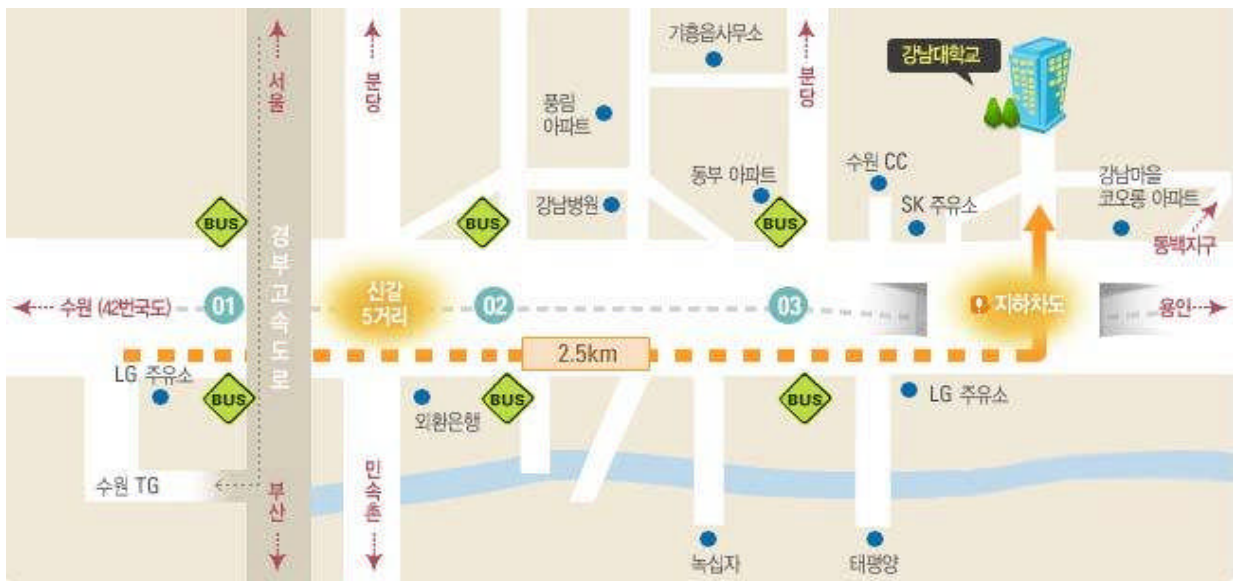 기흥읍사무소
강남대학교
서울
분당
분당
풍림
아파트
수원 CC
동부 아파트
강남마을
코오롱 아파트
강남병원
SK 주유소
BUS
BUS
BUS
동백지구
경부고속도로
수원 (42번국도)
01
신갈
5거리
02
03
지하차도
용인
2.5km
LG 주유소
BUS
BUS
BUS
LG 주유소
외환은행
수원 TG
부산
민속촌
녹십자
태평양